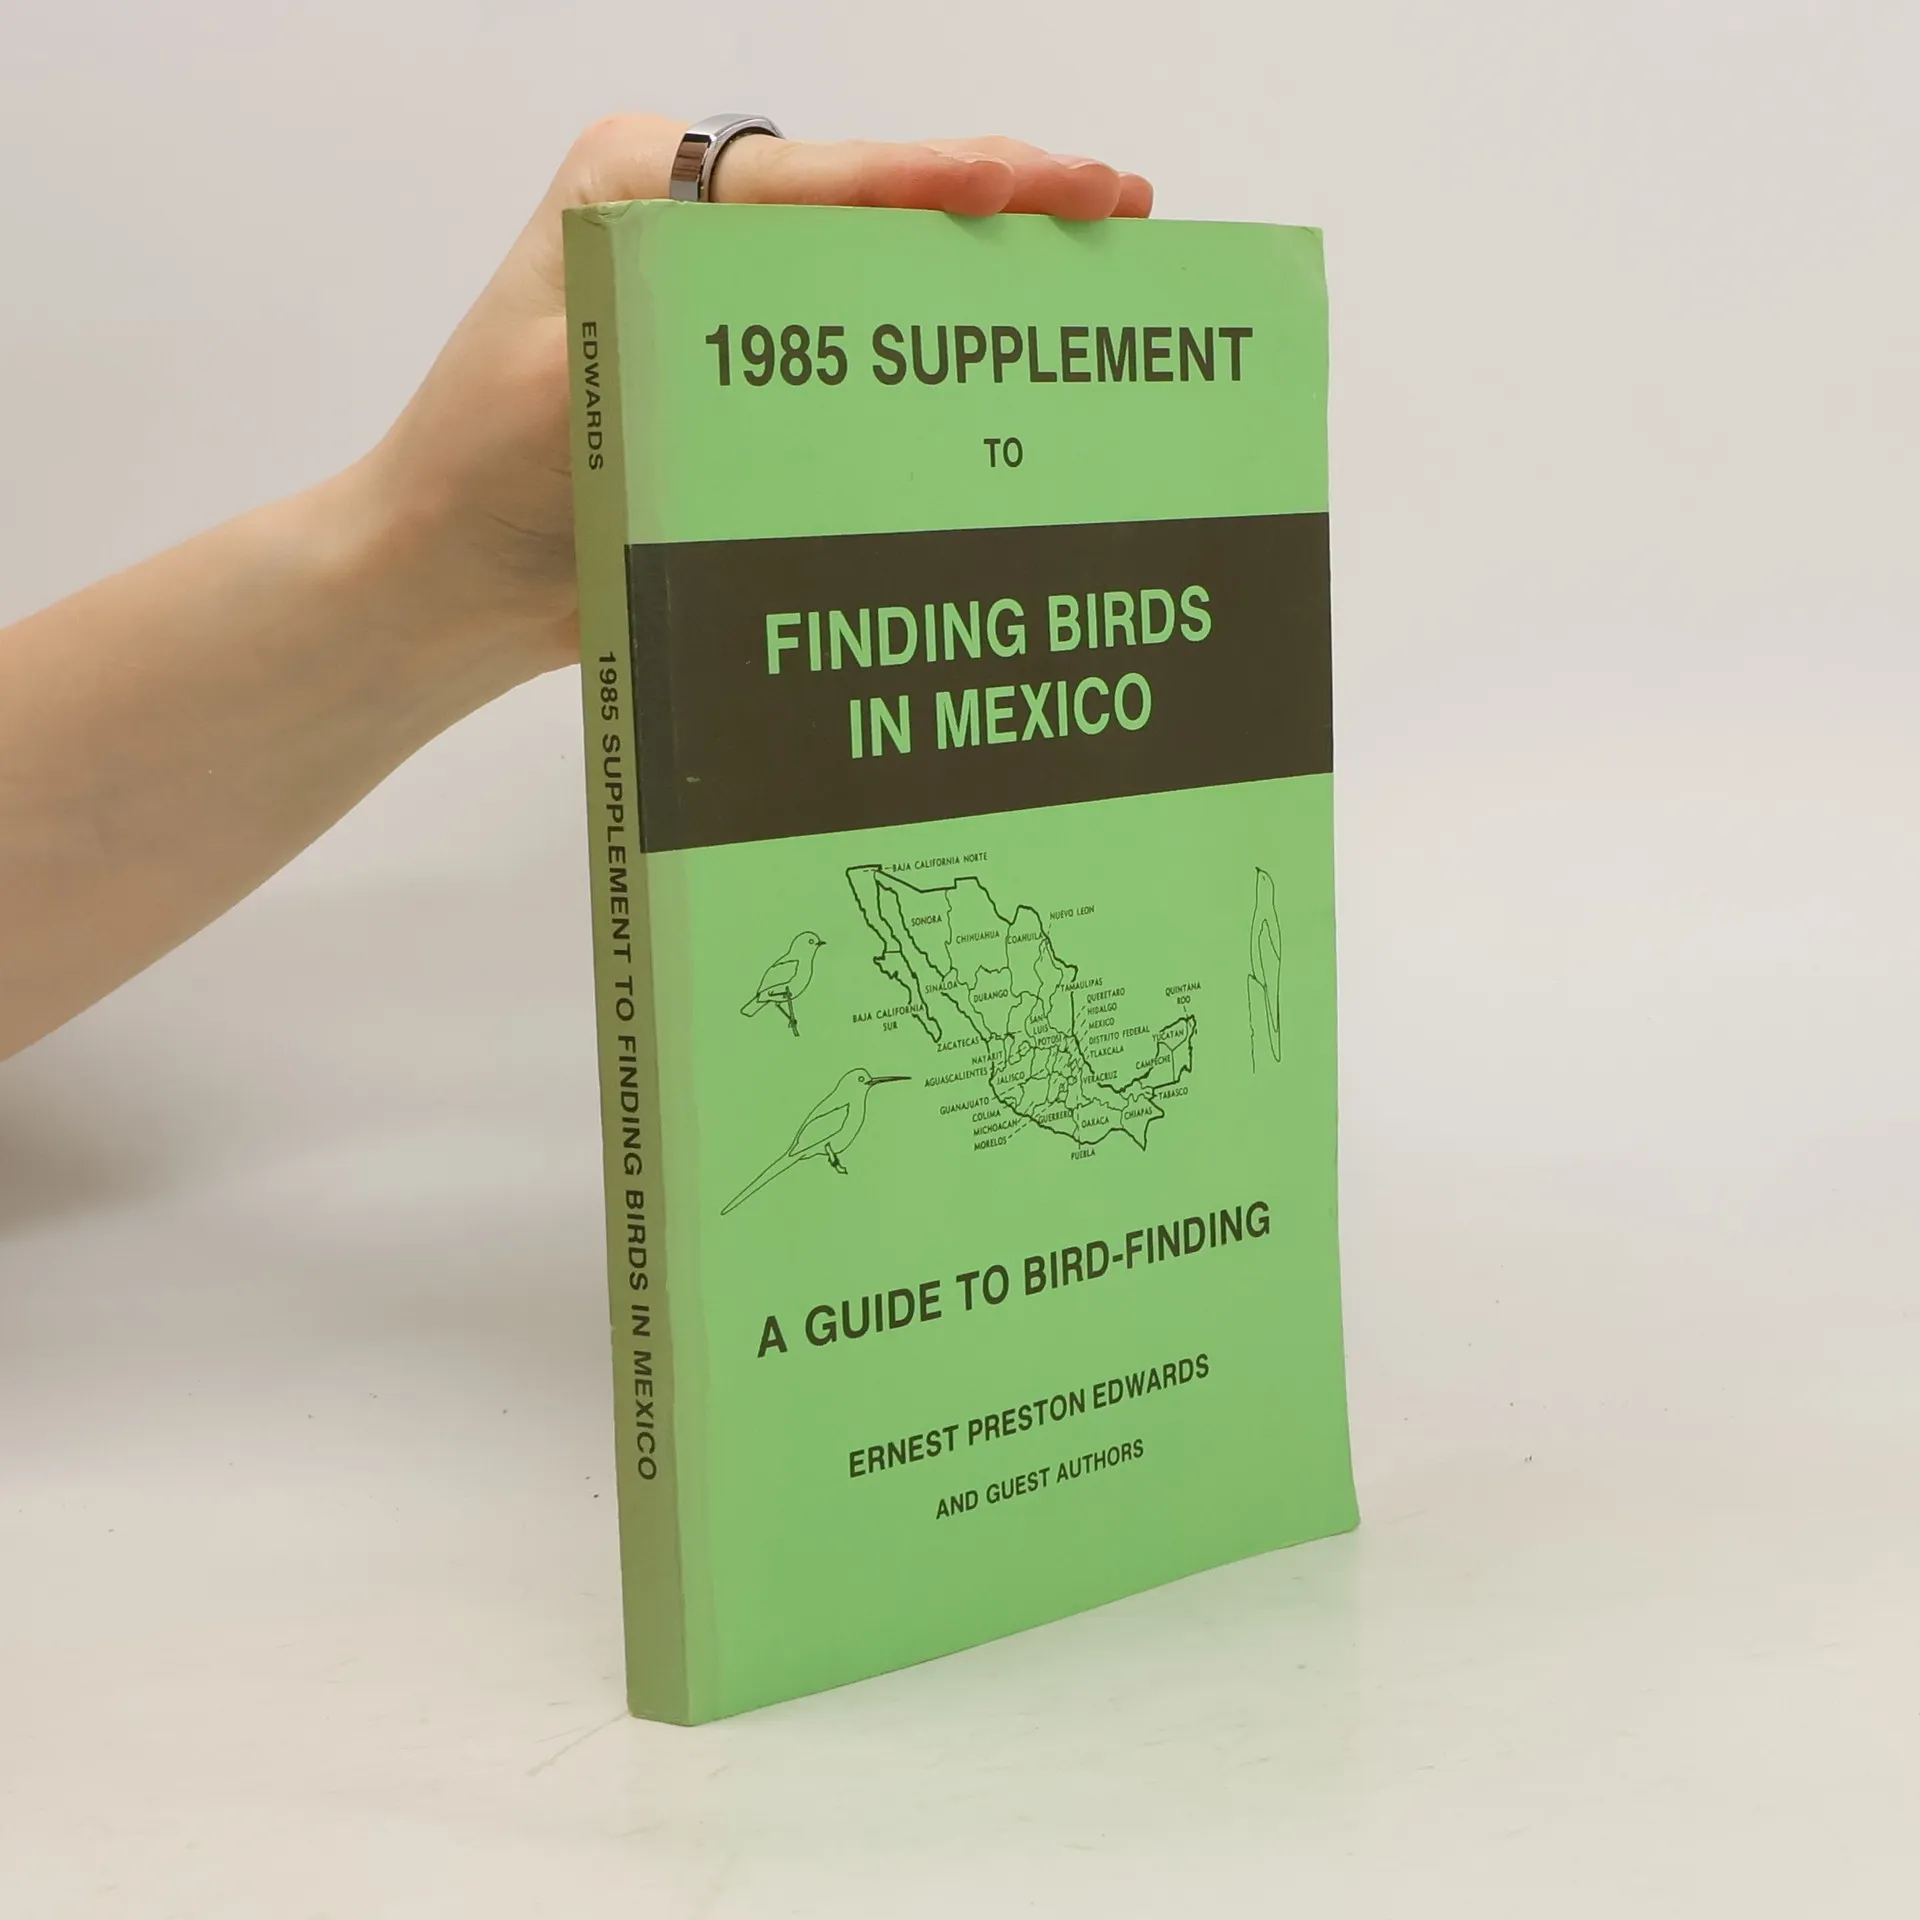 EDWARDS
1985 SUPPLEMENT TO FINDING BIRDS IN MEXICO
1985 SUPPLEMENT
TO
FINDING BIRDS
IN MEXICO
BAJA CALIFORNIA NORTE
SONORA
CHIHUAHUA
COAHUILA
NUEVO LEON
SINALOA
DURANGO
TAMAULIPAS
QUERETARO
HIDALGO
MEXICO
DISTRITO FEDERAL
TLAXCALA
QUINTANA
ROO
YUCATAN
CAMPECHE
BAJA CALIFORNIA
SUR
SAN
LUIS
POTOSI
ZACATECAS
NAYARIT
AGUASCALIENTES
JALISCO
VERACRUZ
TABASCO
GUANAJUATO
COLIMA
MICHOACAN
MORELOS
GUERRERO
OAXACA
CHIAPAS
PUEBLA
A GUIDE TO BIRD-FINDING
ERNEST PRESTON EDWARDS
AND GUEST AUTHORS